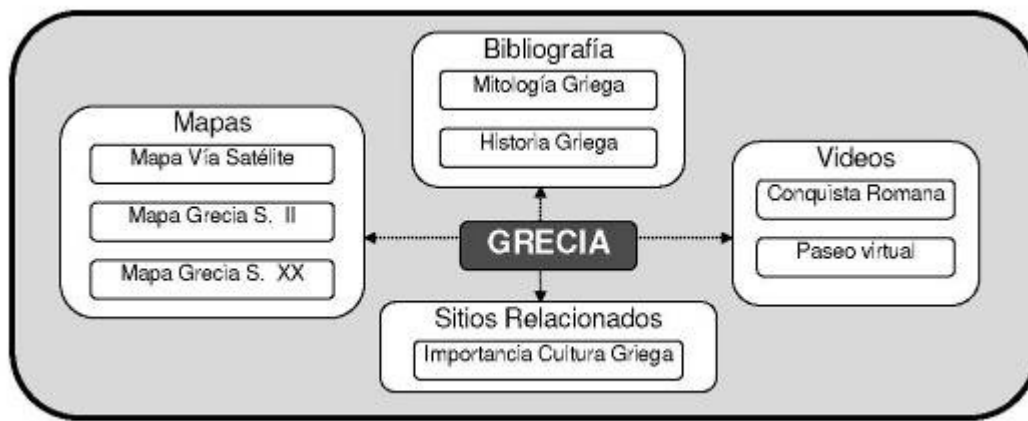 Bibliografía
Mitología Griega
Historia Griega
Mapas
Mapa Vía Satélite
Mapa Grecia S. II
Mapa Grecia S. XX
GRECIA
Videos
Conquista Romana
Paseo virtual
Sitios Relacionados
Importancia Cultura Griega